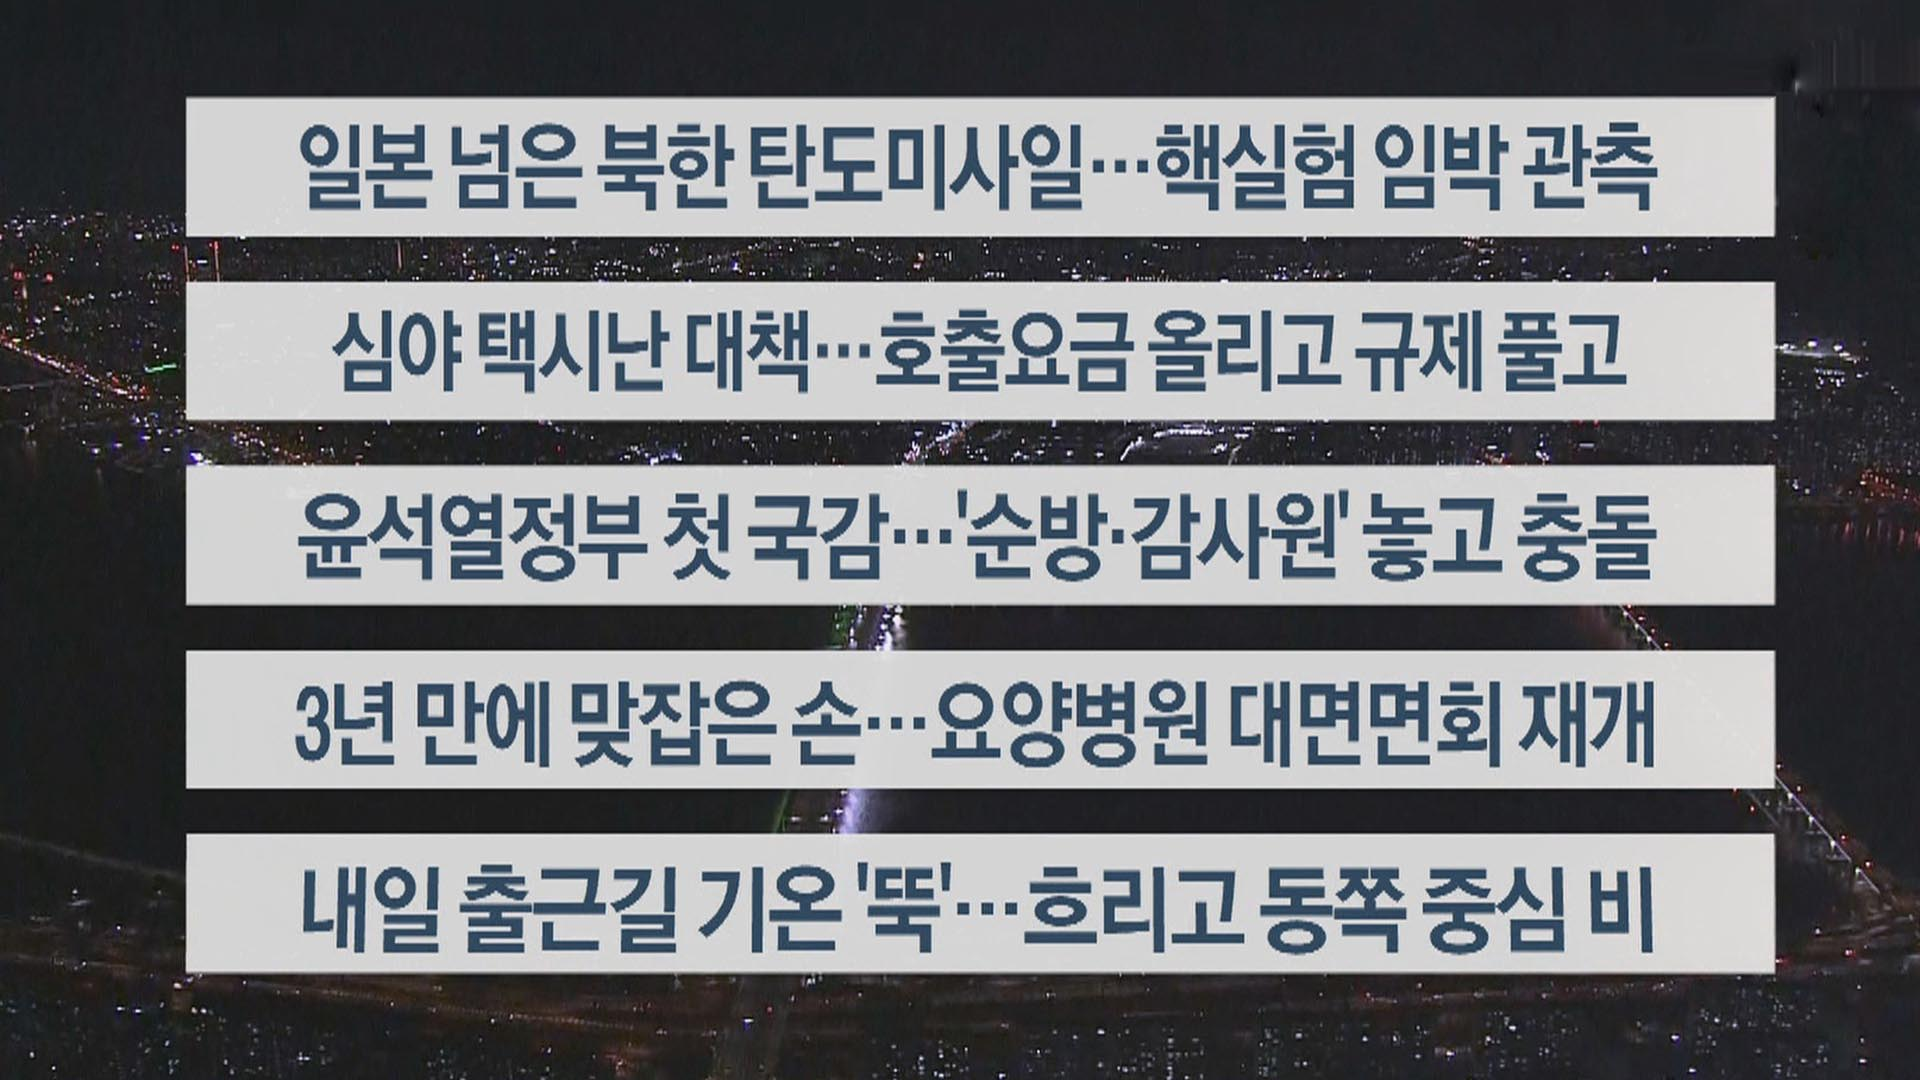 일본 넘은 북한 탄도미사일…핵실험 임박 관측
심야 택시난 대책…호출요금 올리고 규제 풀고
윤석열정부 첫 국감…'순방·감사원' 놓고 충돌
3년 만에 맞잡은 손…요양병원 대면면회 재개
내일 출근길 기온 '뚝'…흐리고 동쪽 중심 비